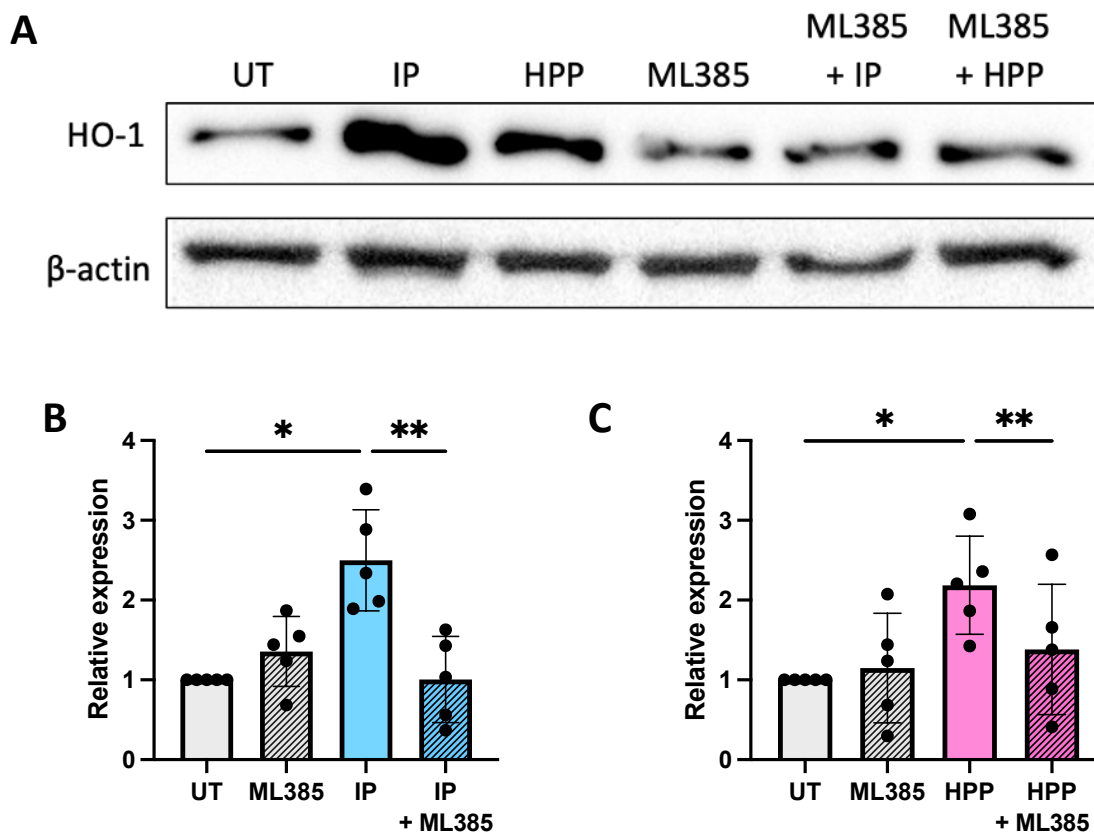 A
UT IP HPP ML385 ML385 + IP ML385 + HPP
HO-1
β-actin
B
* **
Relative expression
4
3
2
1
0
UT ML385 IP IP + ML385
C
* **
Relative expression
4
3
2
1
0
UT ML385 HPP HPP + ML385